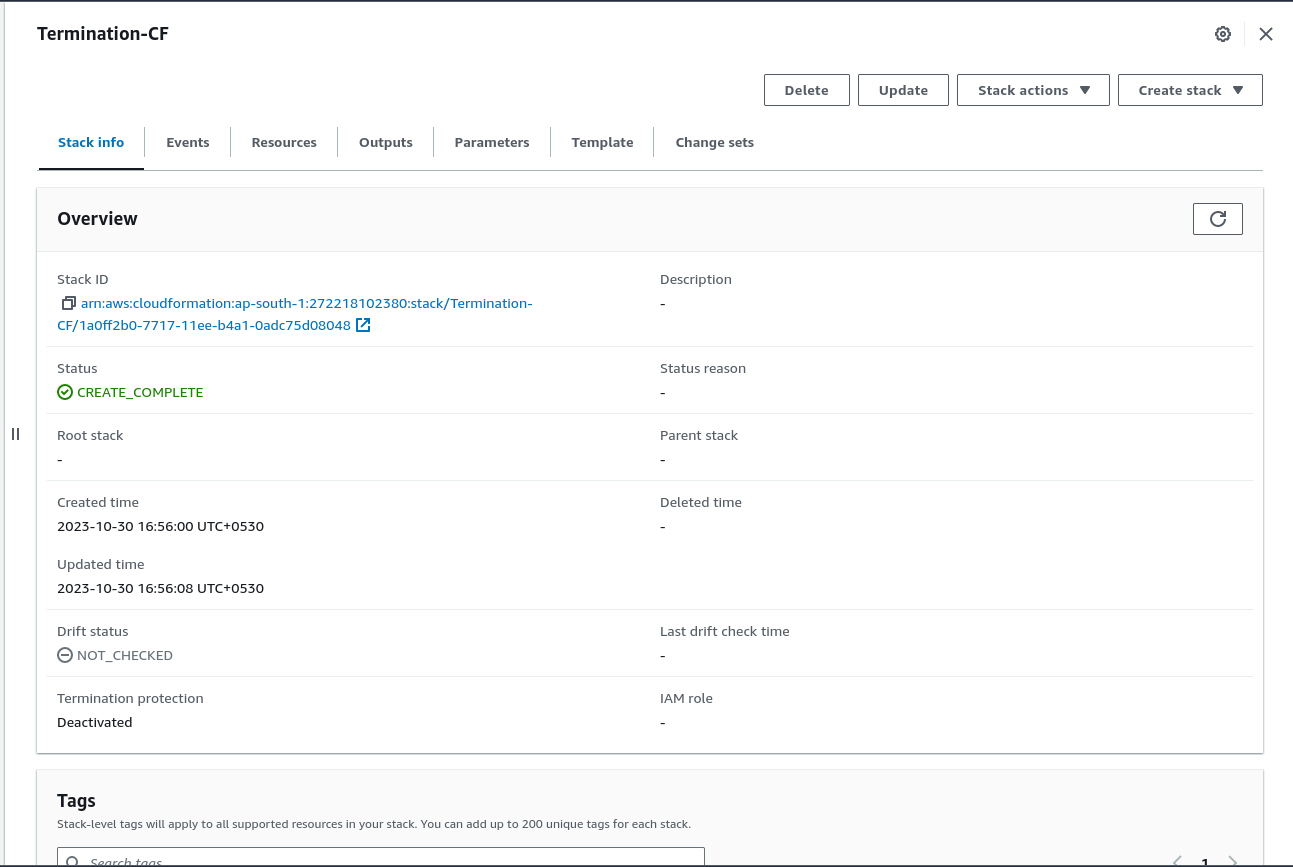 Termination-CF
Delete
Update
Stack actions
Create stack
Stack info
Events
Resources
Outputs
Parameters
Template
Change sets
Overview
Stack ID
arn:aws:cloudformation:ap-south-1:272218102380:stack/Termination-
CF/1a0ff2b0-7717-11ee-b4a1-0adc75d08048
Description
-
Status
CREATE_COMPLETE
Status reason
-
Root stack
-
Parent stack
-
Created time
2023-10-30 16:56:00 UTC+0530
Deleted time
-
Updated time
2023-10-30 16:56:08 UTC+0530
Drift status
NOT_CHECKED
Last drift check time
-
Termination protection
Deactivated
IAM role
-
Tags
Stack-level tags will apply to all supported resources in your stack. You can add up to 200 unique tags for each stack.
Search tags
1